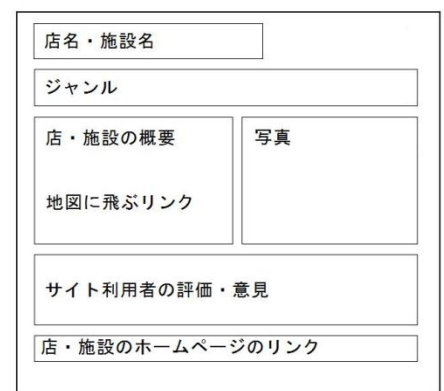 店名・施設名
ジャンル
店・施設の概要
写真
地図に飛ぶリンク
サイト利用者の評価・意見
店・施設のホームページのリンク